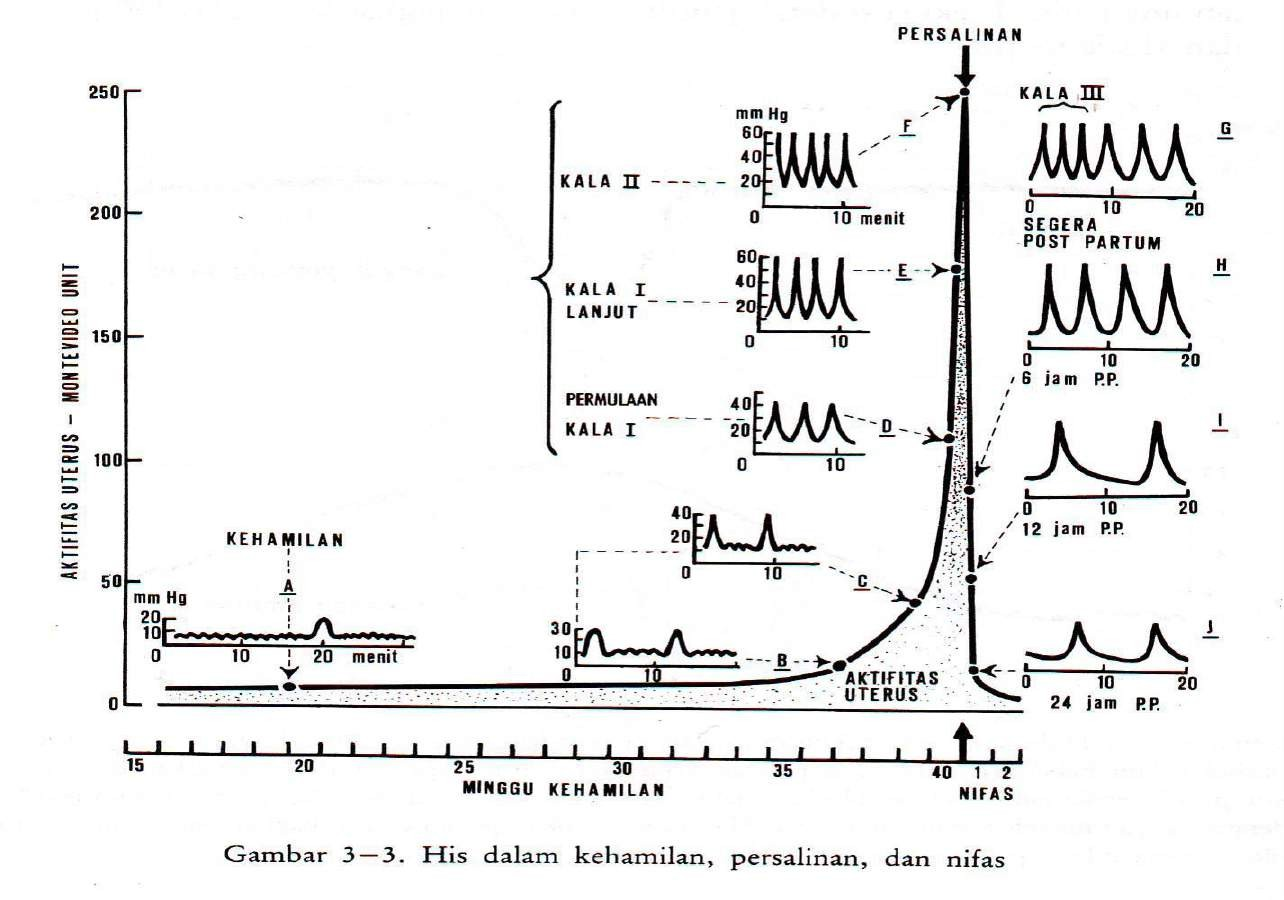 PERSALINAN
250
200
150
100
50
0
AKTIFITAS UTERUS – MONTEVIDEO UNIT
KALA II
mm Hg
60
40
20
0
10 menit
F
KALA I
LANJUT
60
40
20
0
10
E
PERMULAAN
KALA I
40
20
0
10
D
40
20
0
10
C
KEHAMILAN
A
mm Hg
20
10
0 10 20 menit
30
10
0
10
B
AKTIFITAS
UTERUS
KALA III
G
0 10 20
SEGERA
POST PARTUM
H
0 10 20
6 jam P.P.
I
0 10 20
12 jam P.P.
J
0 10 20
24 jam P.P.
15 20 25 30 35 40 1 2
MINGGU KEHAMILAN
NIFAS
Gambar 3–3. His dalam kehamilan, persalinan, dan nifas